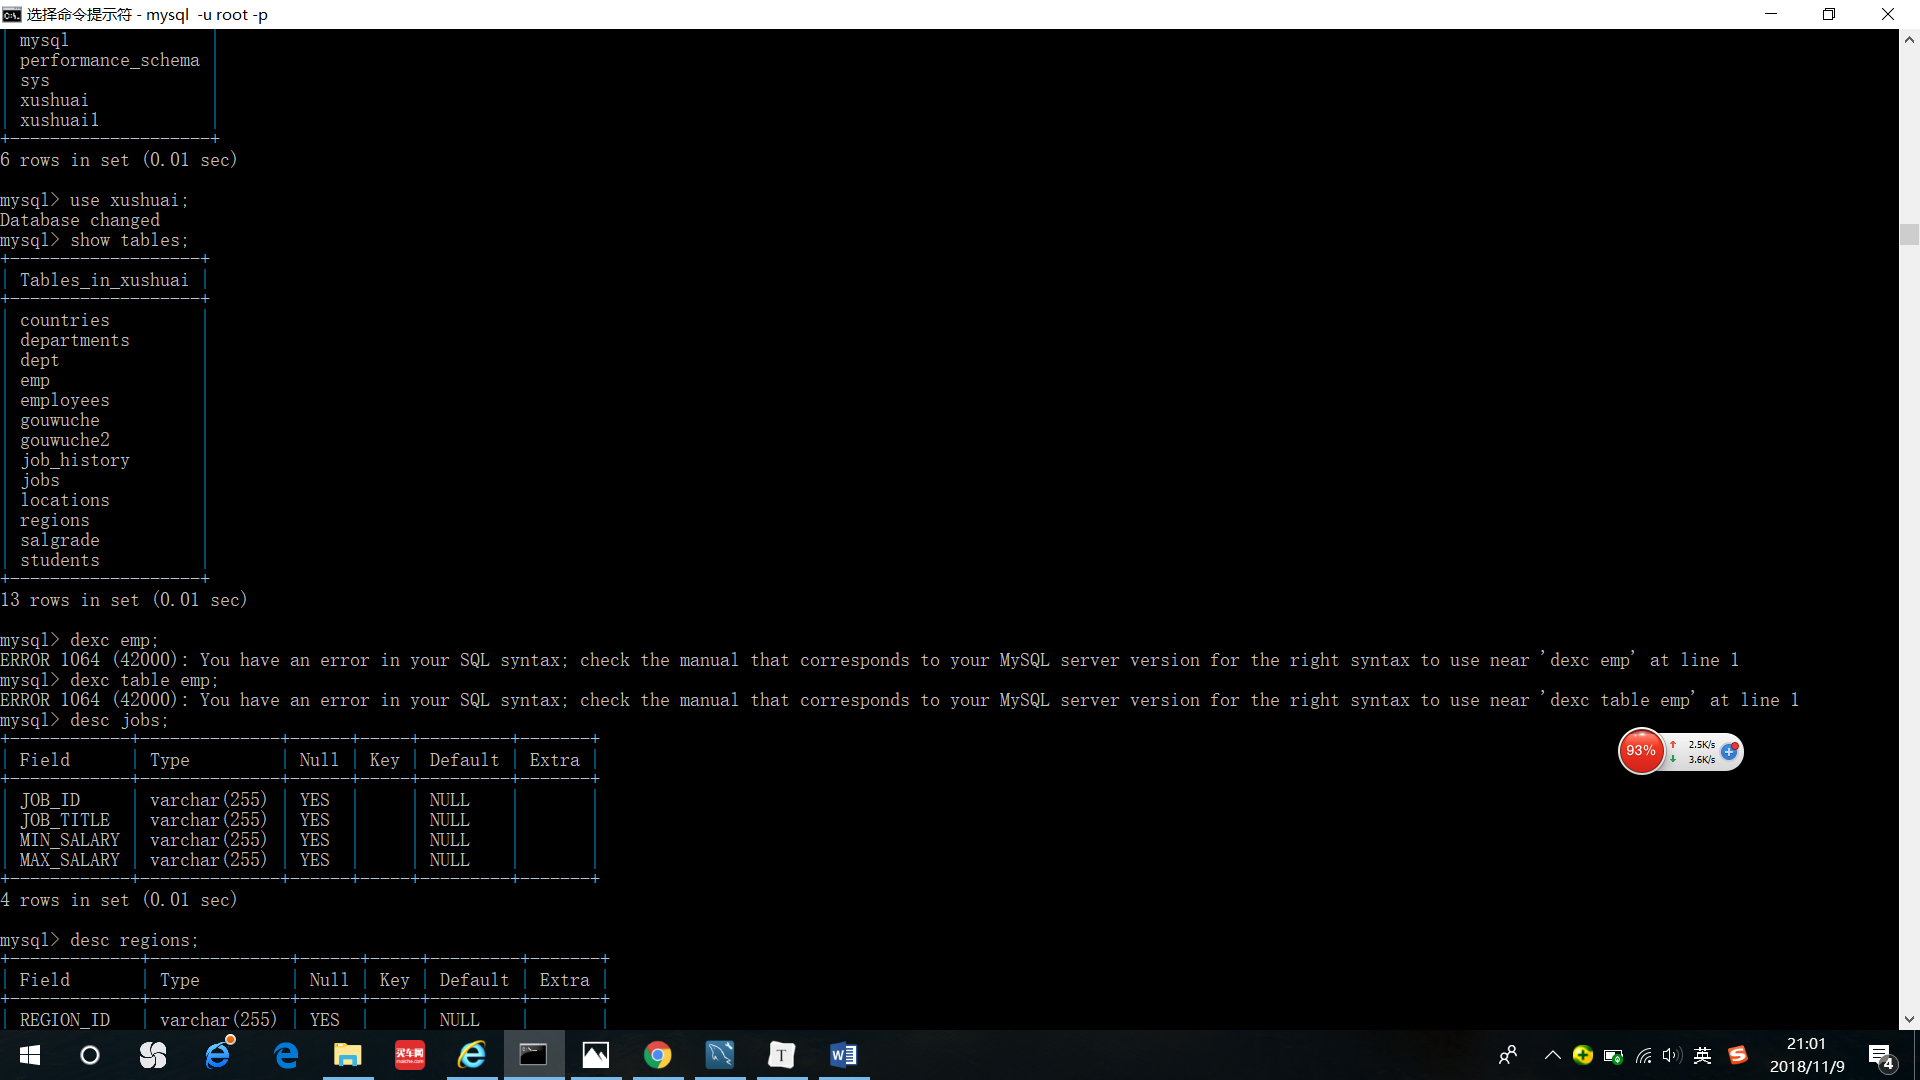 选择命令提示符 - mysql  -u root -p
mysql
performance_schema
sys
xushuai
xushuai1
6 rows in set (0.01 sec)
mysql> use xushuai;
Database changed
mysql> show tables;
Tables_in_xushuai
countries
departments
dept
emp
employees
gouwuche
gouwuche2
job_history
jobs
locations
regions
salgrade
students
13 rows in set (0.01 sec)
mysql> dexc emp;
ERROR 1064 (42000): You have an error in your SQL syntax; check the manual that corresponds to your MySQL server version for the right syntax to use near 'dexc emp' at line 1
mysql> dexc table emp;
ERROR 1064 (42000): You have an error in your SQL syntax; check the manual that corresponds to your MySQL server version for the right syntax to use near 'dexc table emp' at line 1
mysql> desc jobs;
| Field | Type | Null | Key | Default | Extra |
| JOB_ID | varchar(255) | YES | | NULL | |
| JOB_TITLE | varchar(255) | YES | | NULL | |
| MIN_SALARY | varchar(255) | YES | | NULL | |
| MAX_SALARY | varchar(255) | YES | | NULL | |
4 rows in set (0.01 sec)
mysql> desc regions;
| Field | Type | Null | Key | Default | Extra |
| REGION_ID | varchar(255) | YES | | NULL | |
93%
2.5K/s
3.6K/s
买车网
T
W
英
S
21:01
2018/11/9
4